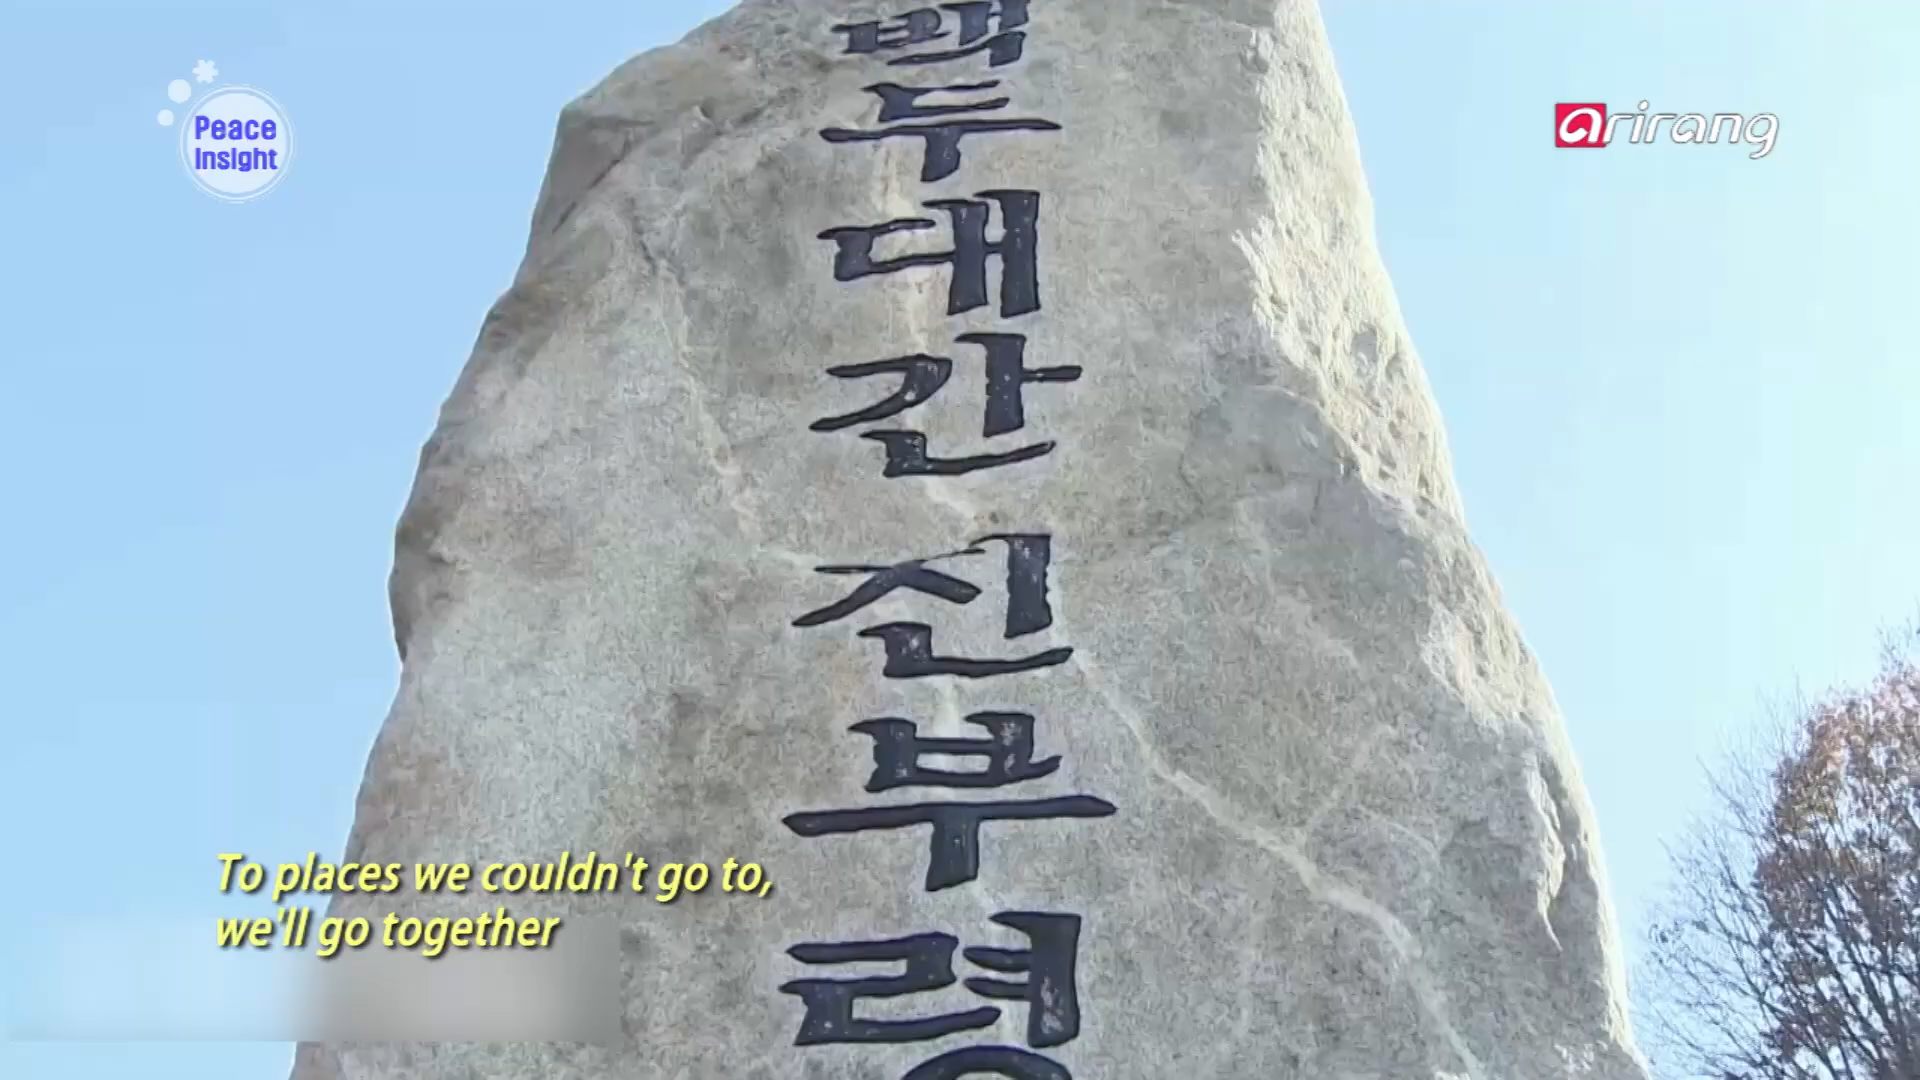 Peace
Insight
arirang
백두대간 진부령
To places we couldn't go to,
we'll go together